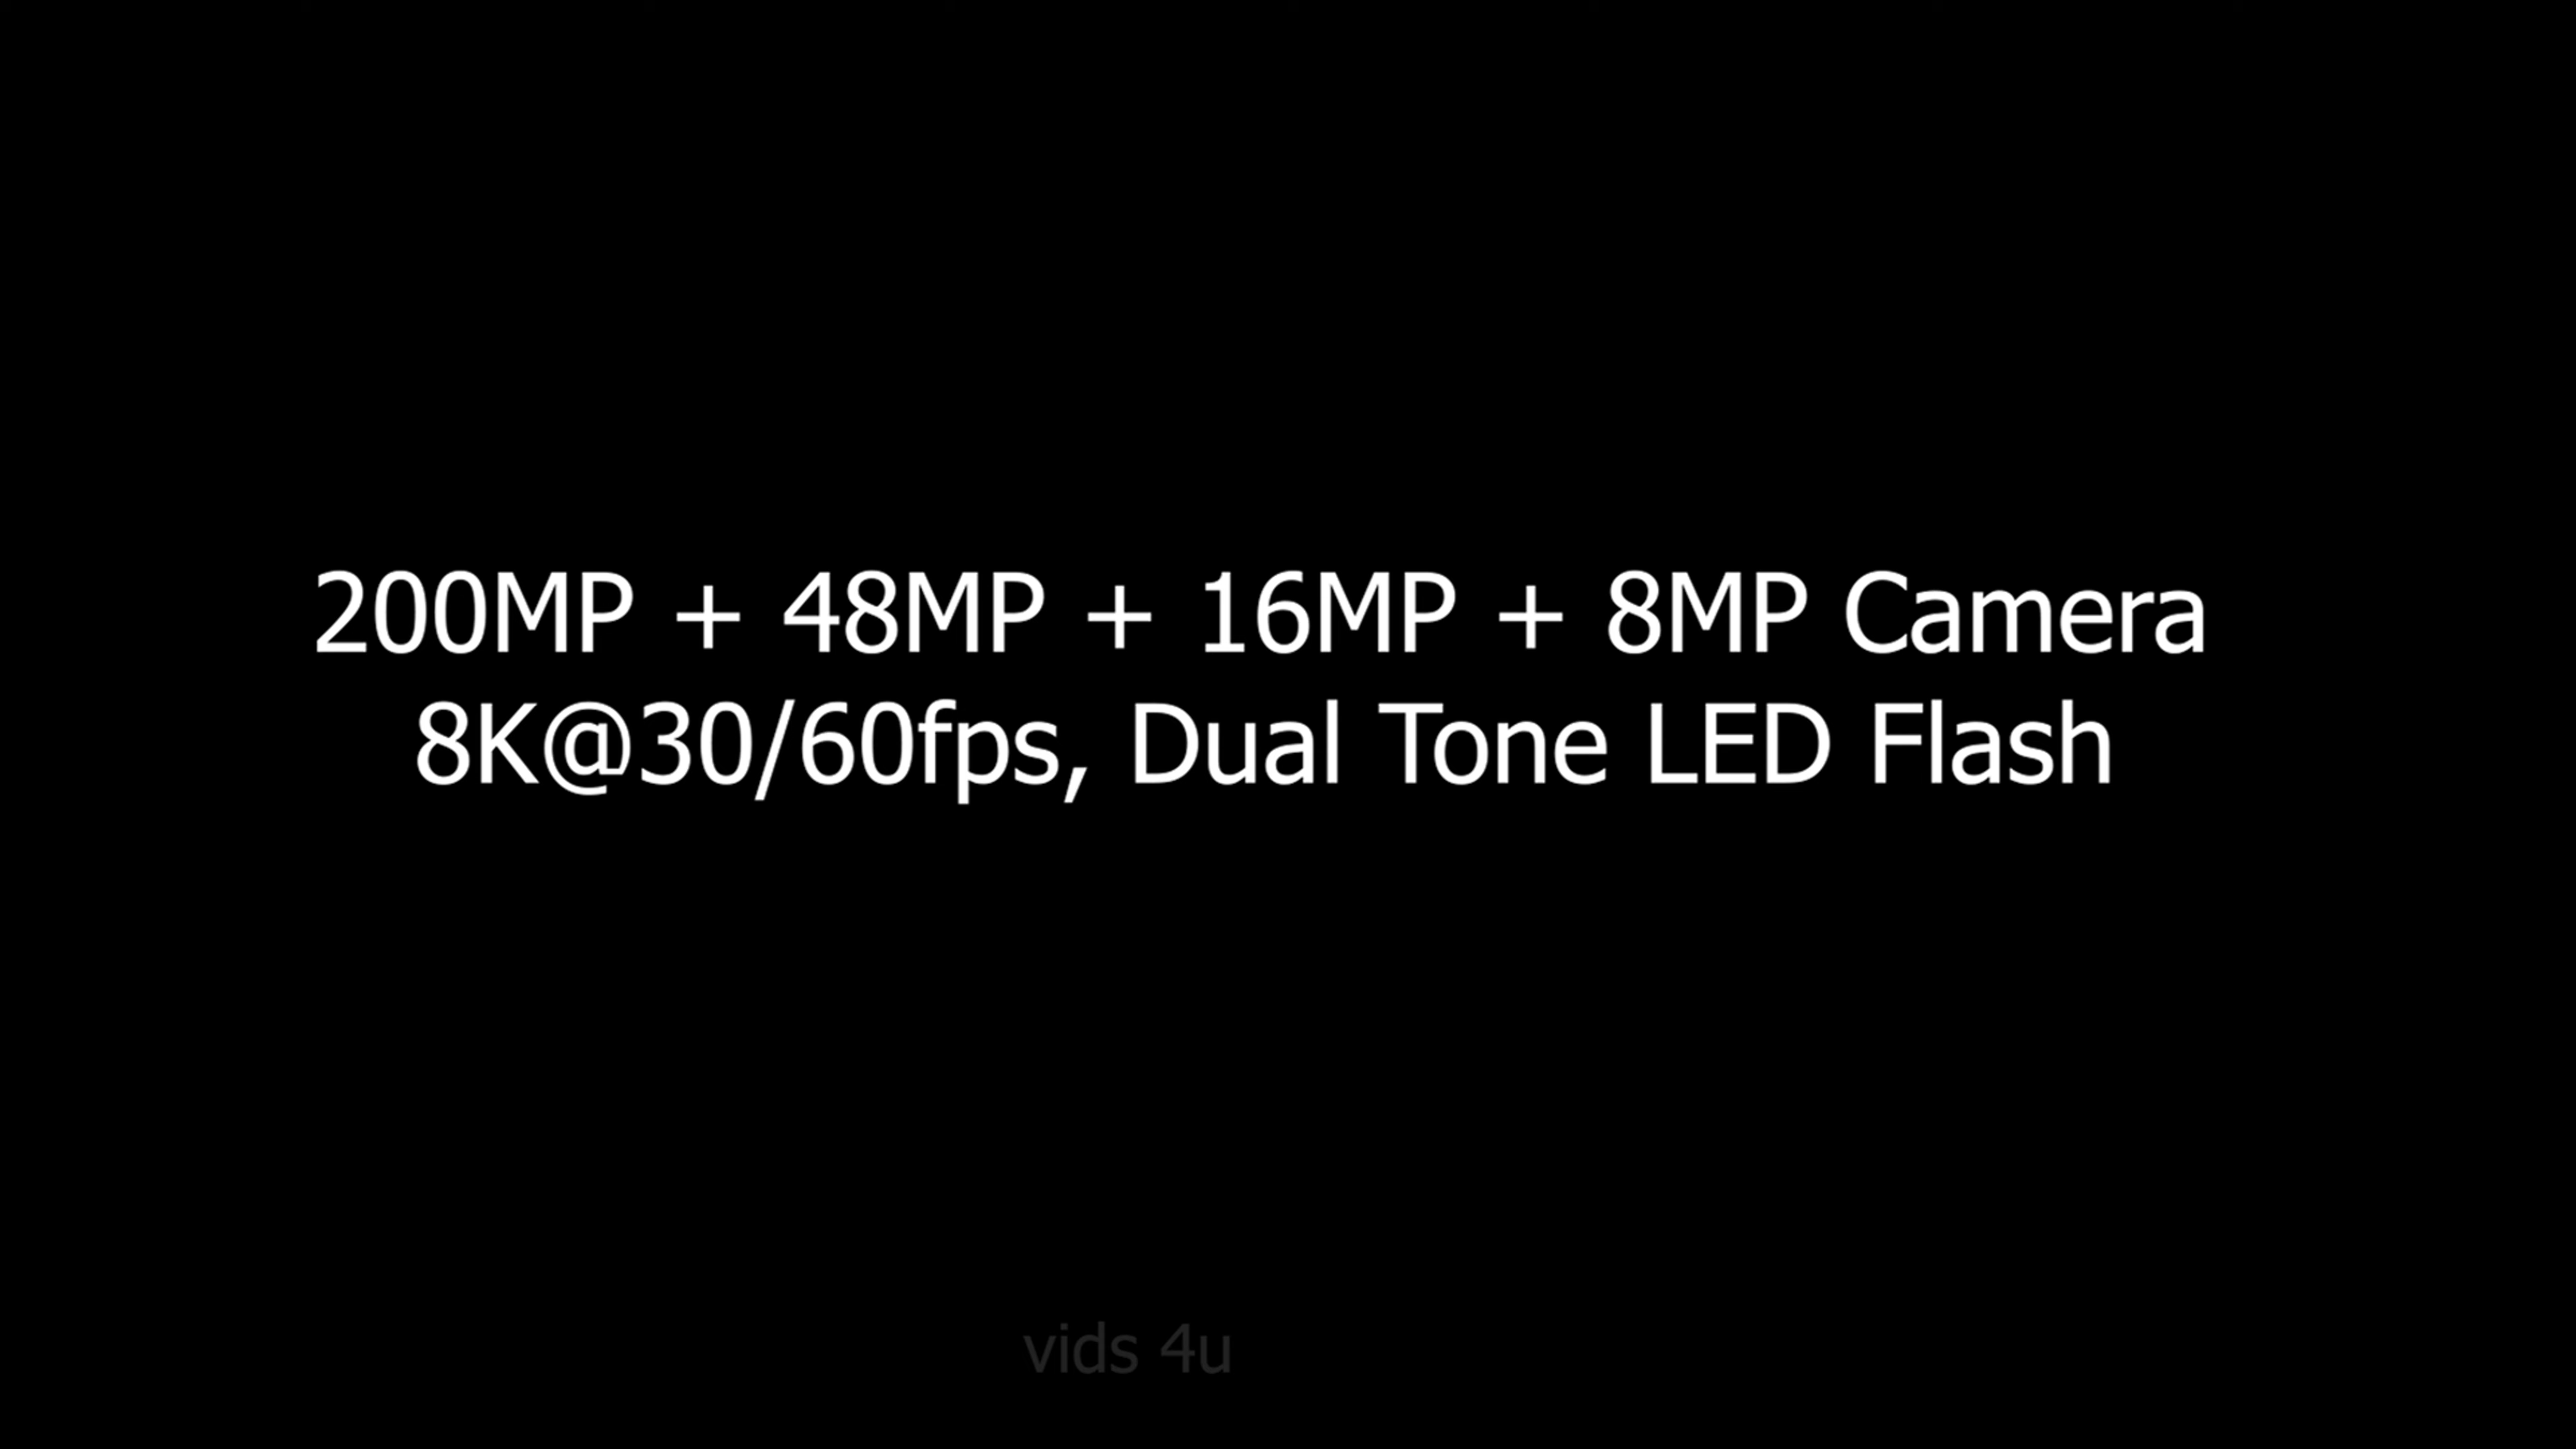 200MP + 48MP + 16MP + 8MP Camera
8K@30/60fps, Dual Tone LED Flash
vids 4u